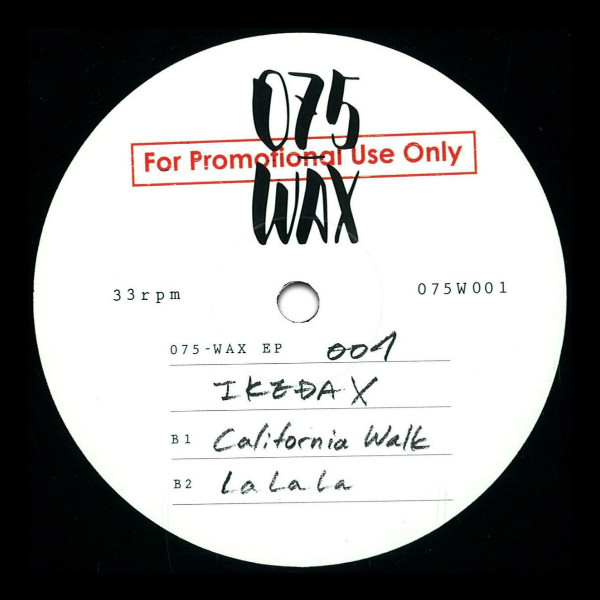 075
For Promotional Use Only
WAX
33rpm
075W001
075-WAX EP 001
IKEDA X
B1 California Walk
B2 La La La